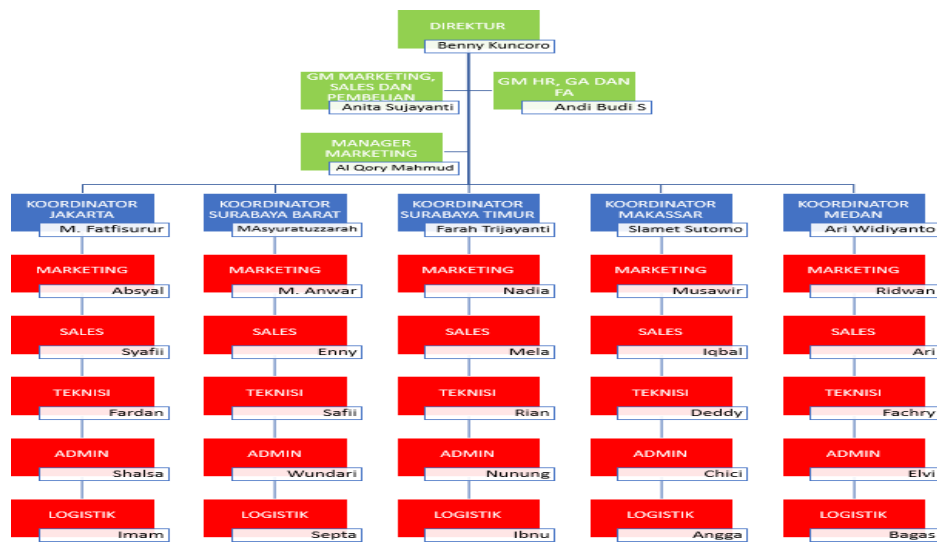 DIREKTUR
Benny Kuncoro
GM MARKETING,
SALES DAN
PEMBELIAN
Anita Sujayanti
GM HR, GA DAN
FA
Andi Budi S
MANAGER
MARKETING
Al Qory Mahmud
KOORDINATOR
JAKARTA
M. Fatfisurur
KOORDINATOR
SURABAYA BARAT
MAsyuratuzzarah
KOORDINATOR
SURABAYA TIMUR
Farah Trijayanti
KOORDINATOR
MAKASSAR
Slamet Sutomo
KOORDINATOR
MEDAN
Ari Widiyanto
MARKETING
Absyal
MARKETING
M. Anwar
MARKETING
Nadia
MARKETING
Musawir
MARKETING
Ridwan
SALES
Syafii
SALES
Enny
SALES
Mela
SALES
Iqbal
SALES
Ari
TEKNISI
Fardan
TEKNISI
Safii
TEKNISI
Rian
TEKNISI
Deddy
TEKNISI
Fachry
ADMIN
Shalsa
ADMIN
Wundari
ADMIN
Nunung
ADMIN
Chici
ADMIN
Elvi
LOGISTIK
Imam
LOGISTIK
Septa
LOGISTIK
Ibnu
LOGISTIK
Angga
LOGISTIK
Bagas